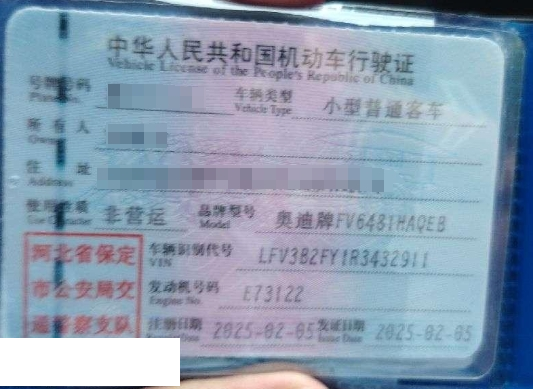 中华人民共和国机动车行驶证
Vehicle License of the People's Republic of China
号牌号码
Plate No.
车辆类型 小型普通客车
Vehicle Type
所有人
Owner
住址
Address
使用性质 非营运 品牌型号 奥迪牌FV6481HAQEB
Use Character Model
河北省保定 车辆识别代号 LFV3B2FY1R3432911
VIN
市公安局交 发动机号码 E73122
Engine No.
通警察支队 注册日期 2025-02-05 发证日期 2025-02-05
Issue Date